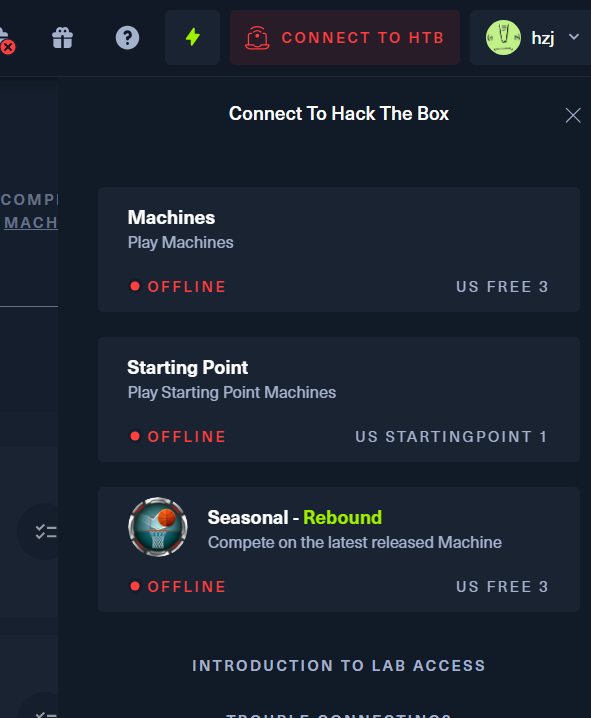 CONNECT TO HTB
hzj
Connect To Hack The Box
MACH
Machines
Play Machines
OFFLINE
US FREE 3
Starting Point
Play Starting Point Machines
OFFLINE
US STARTINGPOINT 1
Seasonal - Rebound
Compete on the latest released Machine
OFFLINE
US FREE 3
INTRODUCTION TO LAB ACCESS